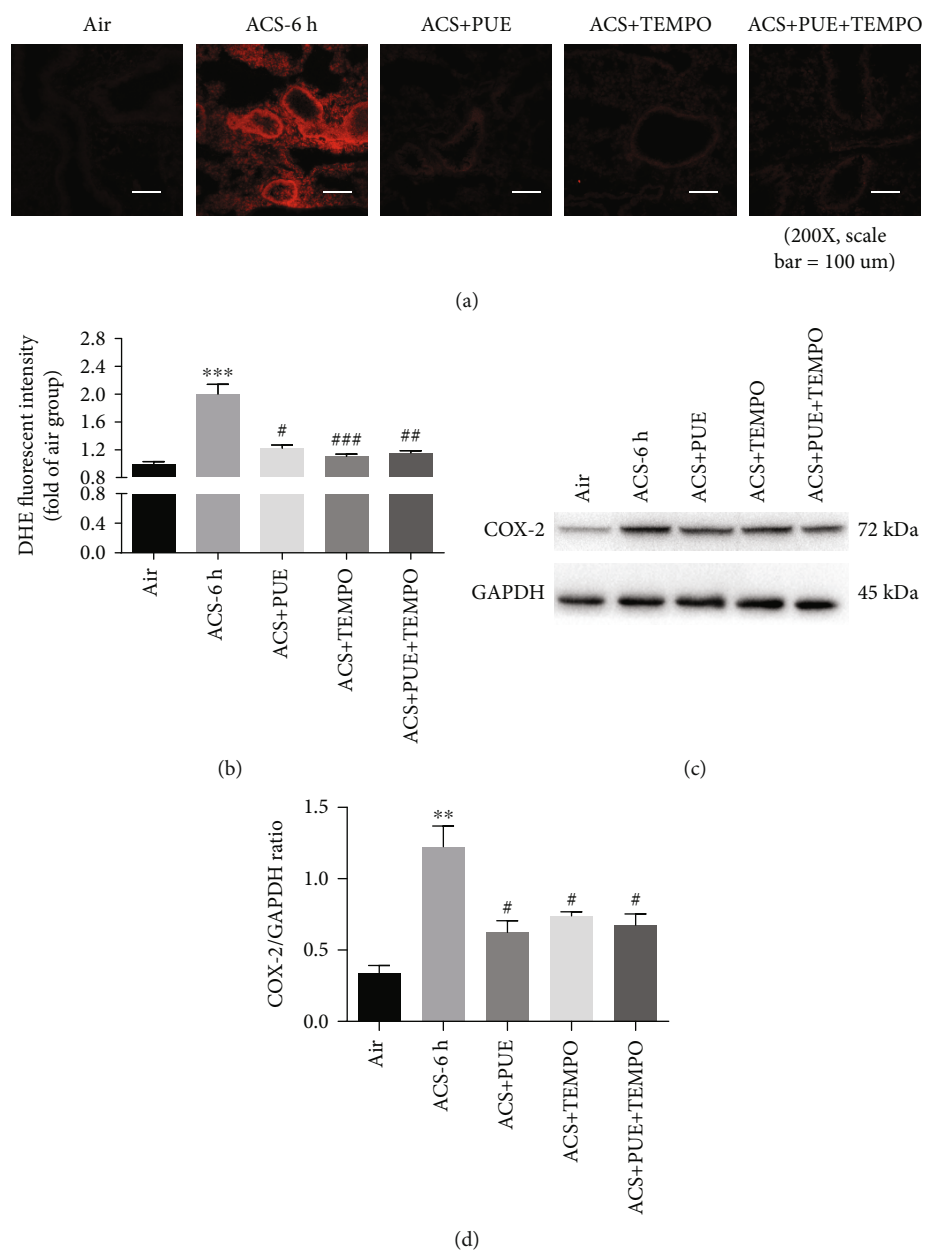 Air
ACS-6 h
ACS+PUE
ACS+TEMPO
ACS+PUE+TEMPO
(200X, scale
bar = 100 um)
(a)
DHE fluorescent intensity
(fold of air group)
2.8
2.4
2.0
1.6
1.2
0.8
0.8
0.4
0.0
***
#
###
##
Air
ACS-6 h
ACS+PUE
ACS+TEMPO
ACS+PUE+TEMPO
(b)
Air
ACS-6 h
ACS+PUE
ACS+TEMPO
ACS+PUE+TEMPO
COX-2
72 kDa
GAPDH
45 kDa
(c)
COX-2/GAPDH ratio
1.5
1.0
0.5
0.0
**
#
#
#
Air
ACS-6 h
ACS+PUE
ACS+TEMPO
ACS+PUE+TEMPO
(d)